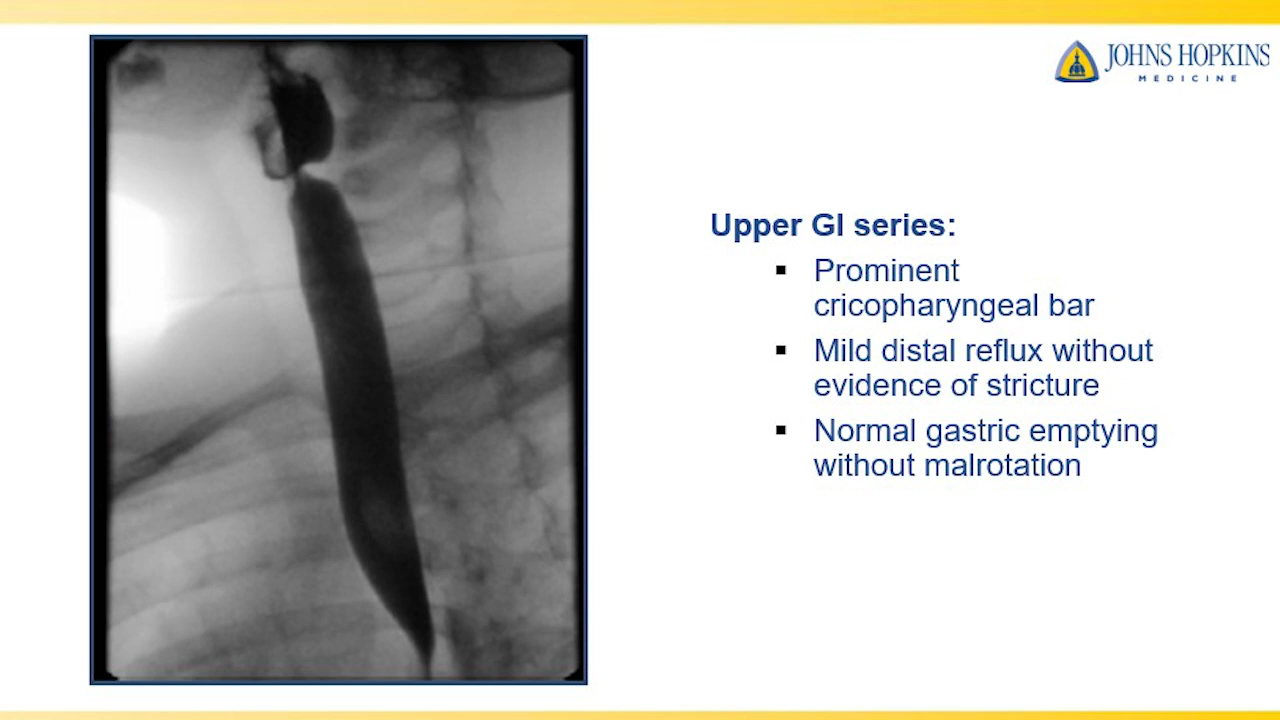 JOHNS HOPKINS
MEDICINE
Upper GI series:
▪ Prominent
cricopharyngeal bar
▪ Mild distal reflux without
evidence of stricture
▪ Normal gastric emptying
without malrotation